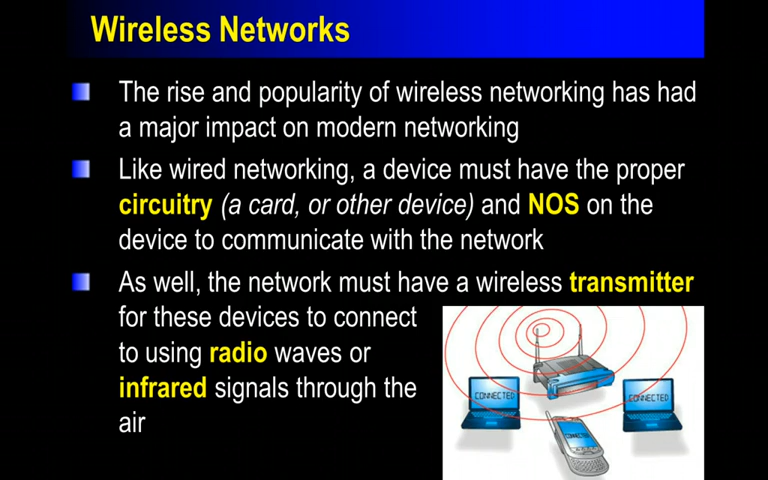 Wireless Networks
The rise and popularity of wireless networking has had
a major impact on modern networking
Like wired networking, a device must have the proper
circuitry (a card, or other device) and NOS on the
device to communicate with the network
As well, the network must have a wireless transmitter
for these devices to connect
to using radio waves or
infrared signals through the
air
CONNECTED
CONNECTED